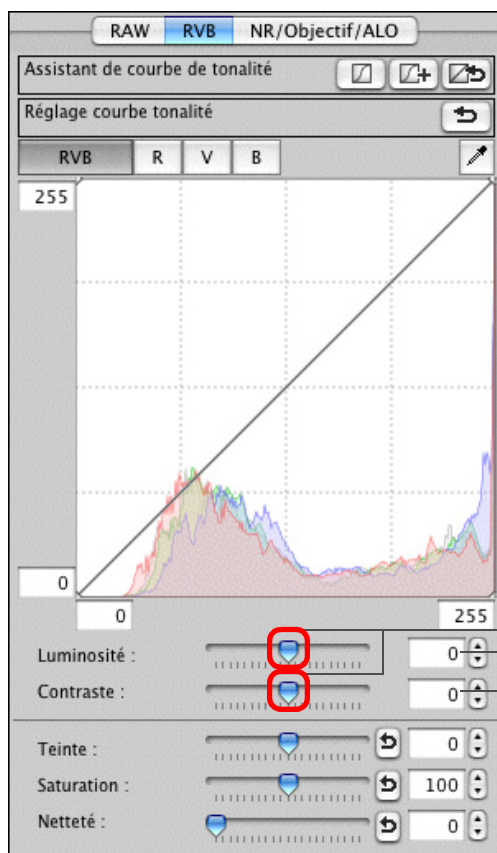 RAW RVB NR/Objectif/ALO
Assistant de courbe de tonalité
Réglage courbe tonalité
RVB R V B
255
0
0 255
Luminosité : 0
Contraste : 0
Teinte : 0
Saturation : 100
Netteté : 0